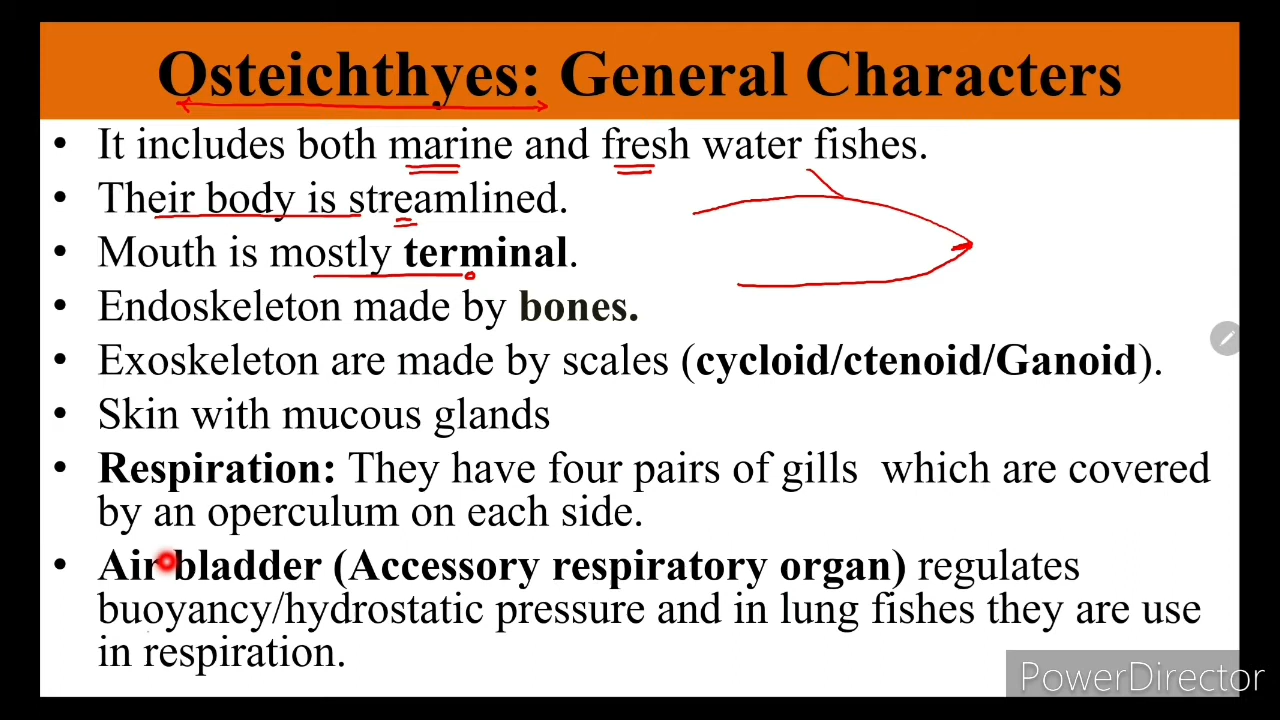 Osteichthyes: General Characters
• It includes both marine and fresh water fishes.
• Their body is streamlined.
• Mouth is mostly terminal.
• Endoskeleton made by bones.
• Exoskeleton are made by scales (cycloid/ctenoid/Ganoid).
• Skin with mucous glands
• Respiration: They have four pairs of gills which are covered
by an operculum on each side.
• Air bladder (Accessory respiratory organ) regulates
buoyancy/hydrostatic pressure and in lung fishes they are use
in respiration.
PowerDirector